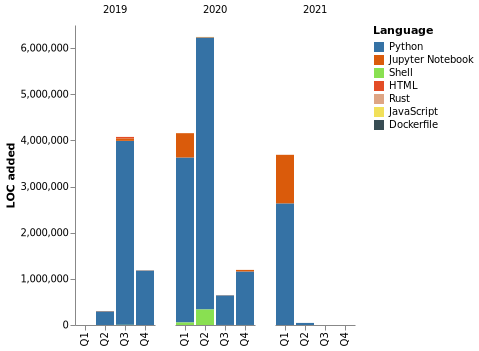 2019 2020 2021
Language
Python
Jupyter Notebook
Shell
HTML
Rust
JavaScript
Dockerfile
LOC added
6,000,000
5,000,000
4,000,000
3,000,000
2,000,000
1,000,000
0
Q1 Q2 Q3 Q4 Q1 Q2 Q3 Q4 Q1 Q2 Q3 Q4